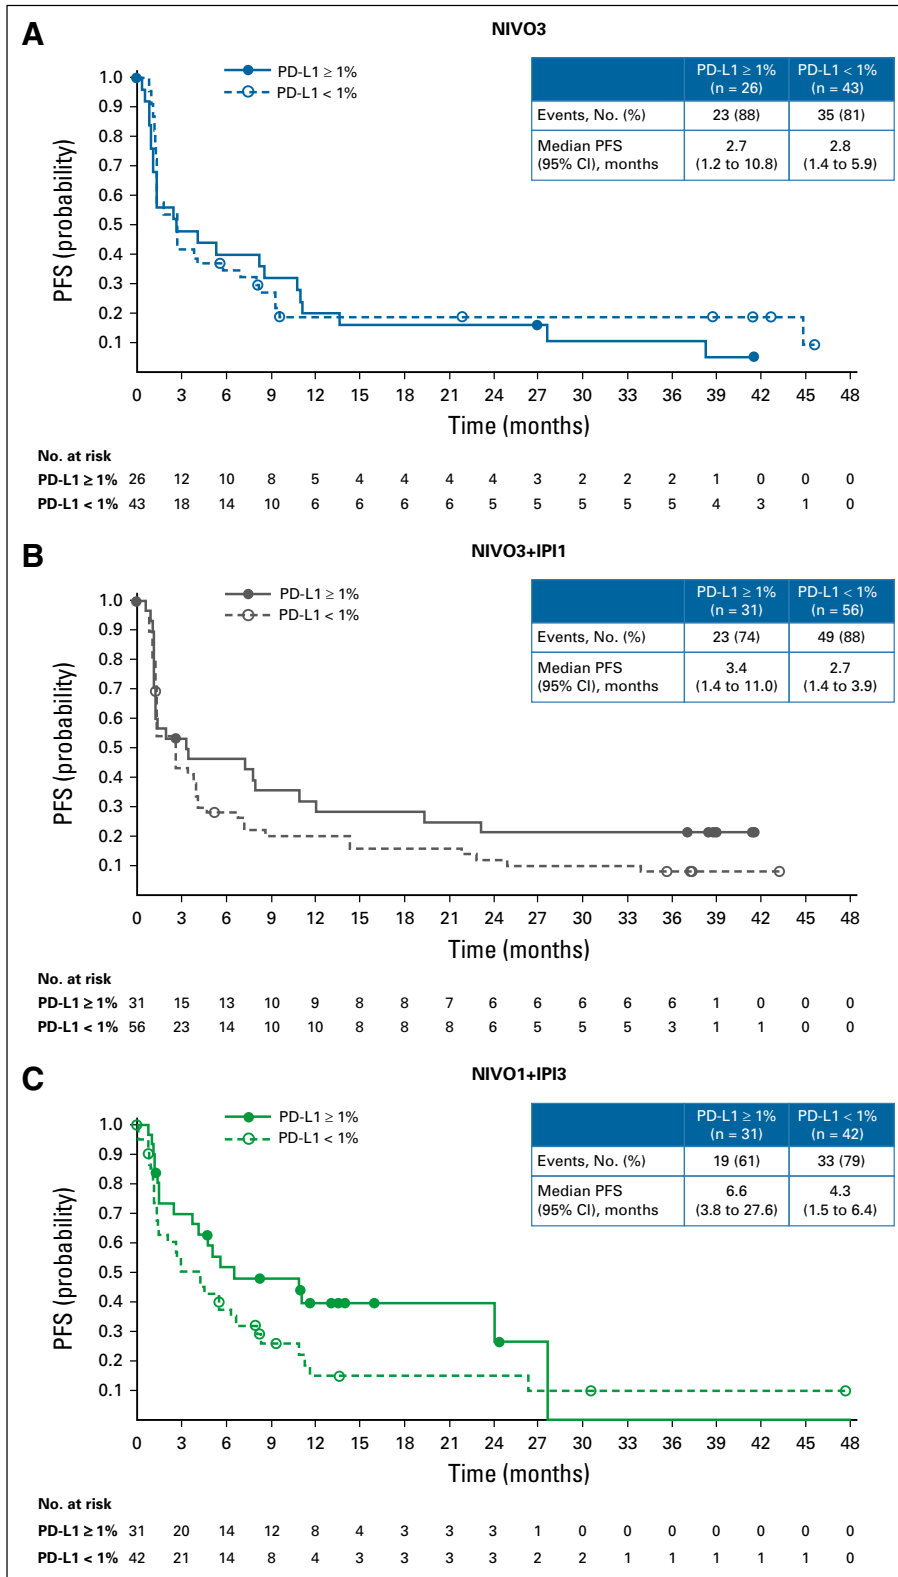 A
NIVO3
PD-L1 ≥ 1%
PD-L1 < 1%
PD-L1 ≥ 1% PD-L1 < 1%
(n = 26) (n = 43)
Events, No. (%) 23 (88) 35 (81)
Median PFS 2.7 2.8
(95% CI), months (1.2 to 10.8) (1.4 to 5.9)
PFS (probability)
1.0
0.9
0.8
0.7
0.6
0.5
0.4
0.3
0.2
0.1
0 3 6 9 12 15 18 21 24 27 30 33 36 39 42 45 48
Time (months)
No. at risk
PD-L1 ≥ 1% 26 12 10 8 5 4 4 4 4 3 2 2 2 1 0 0 0
PD-L1 < 1% 43 18 14 10 6 6 6 6 5 5 5 5 5 4 3 1 0
B
NIVO3+IPI1
PD-L1 ≥ 1%
PD-L1 < 1%
PD-L1 ≥ 1% PD-L1 < 1%
(n = 31) (n = 56)
Events, No. (%) 23 (74) 49 (88)
Median PFS 3.4 2.7
(95% CI), months (1.4 to 11.0) (1.4 to 3.9)
PFS (probability)
1.0
0.9
0.8
0.7
0.6
0.5
0.4
0.3
0.2
0.1
0 3 6 9 12 15 18 21 24 27 30 33 36 39 42 45 48
Time (months)
No. at risk
PD-L1 ≥ 1% 31 15 13 10 9 8 8 7 6 6 6 6 6 1 0 0 0
PD-L1 < 1% 56 23 14 10 10 8 8 8 6 5 5 5 3 1 1 0 0
C
NIVO1+IPI3
PD-L1 ≥ 1%
PD-L1 < 1%
PD-L1 ≥ 1% PD-L1 < 1%
(n = 31) (n = 42)
Events, No. (%) 19 (61) 33 (79)
Median PFS 6.6 4.3
(95% CI), months (3.8 to 27.6) (1.5 to 6.4)
PFS (probability)
1.0
0.9
0.8
0.7
0.6
0.5
0.4
0.3
0.2
0.1
0 3 6 9 12 15 18 21 24 27 30 33 36 39 42 45 48
Time (months)
No. at risk
PD-L1 ≥ 1% 31 20 14 12 8 4 3 3 3 1 0 0 0 0 0 0 0
PD-L1 < 1% 42 21 14 8 4 3 3 3 3 2 2 1 1 1 1 1 0